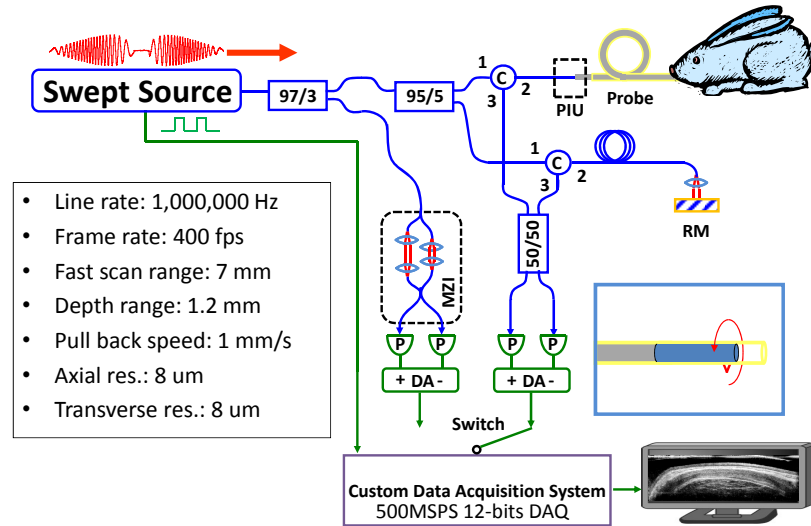 Swept Source
97/3
95/5
1
C
2
3
PIU
Probe
1
C
2
3
RM
50/50
MZI
P
P
P
P
+ DA -
+ DA -
Switch
• Line rate: 1,000,000 Hz
• Frame rate: 400 fps
• Fast scan range: 7 mm
• Depth range: 1.2 mm
• Pull back speed: 1 mm/s
• Axial res.: 8 um
• Transverse res.: 8 um
Custom Data Acquisition System
500MSPS 12-bits DAQ